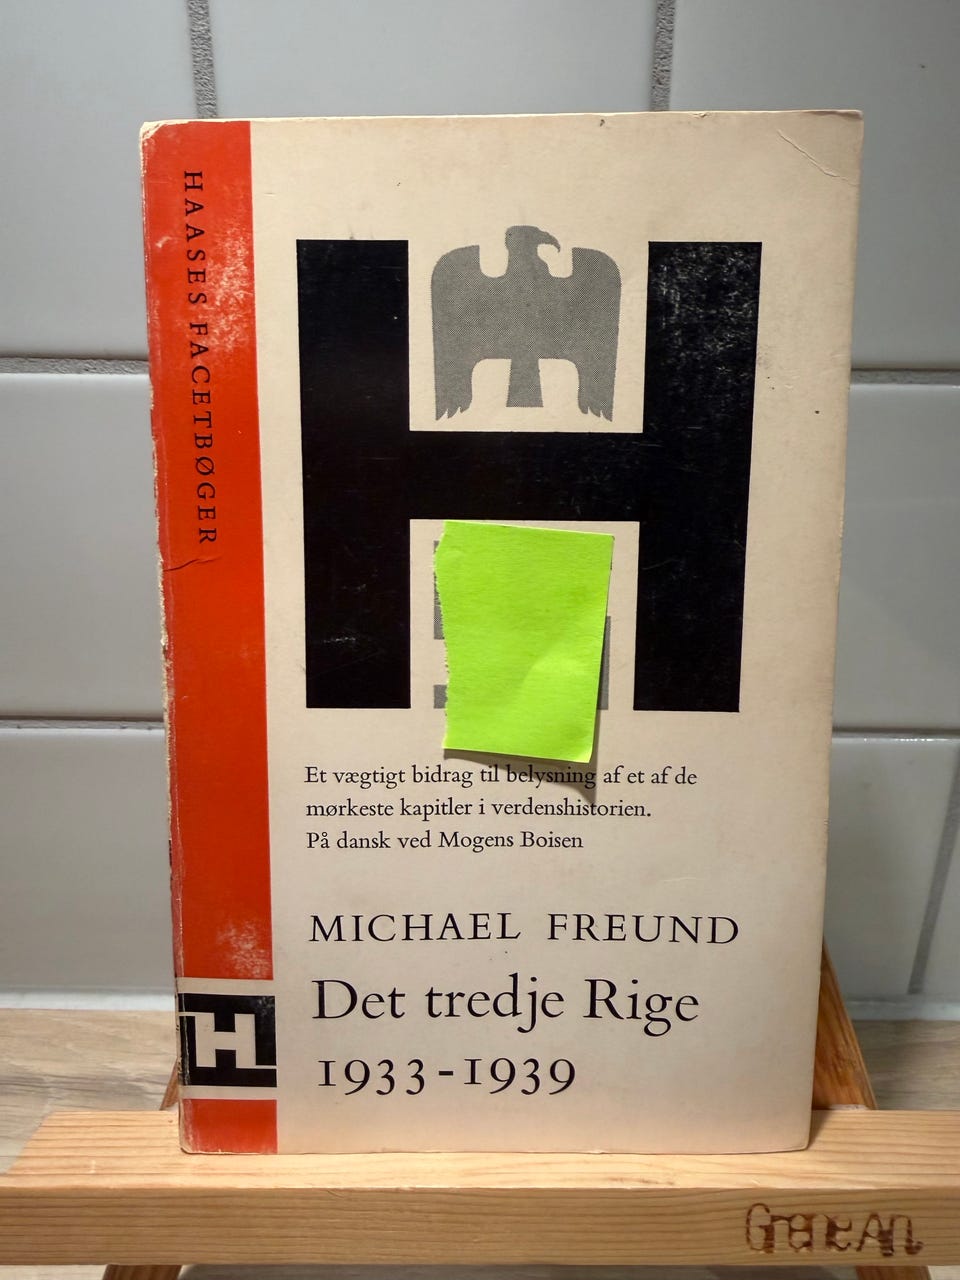 HAASES FACETBØGER
H
Et vægtigt bidrag til belysning af et af de
mørkeste kapitler i verdenshistorien.
På dansk ved Mogens Boisen
MICHAEL FREUND
Det tredje Rige
1933-1939
H
GreneAn